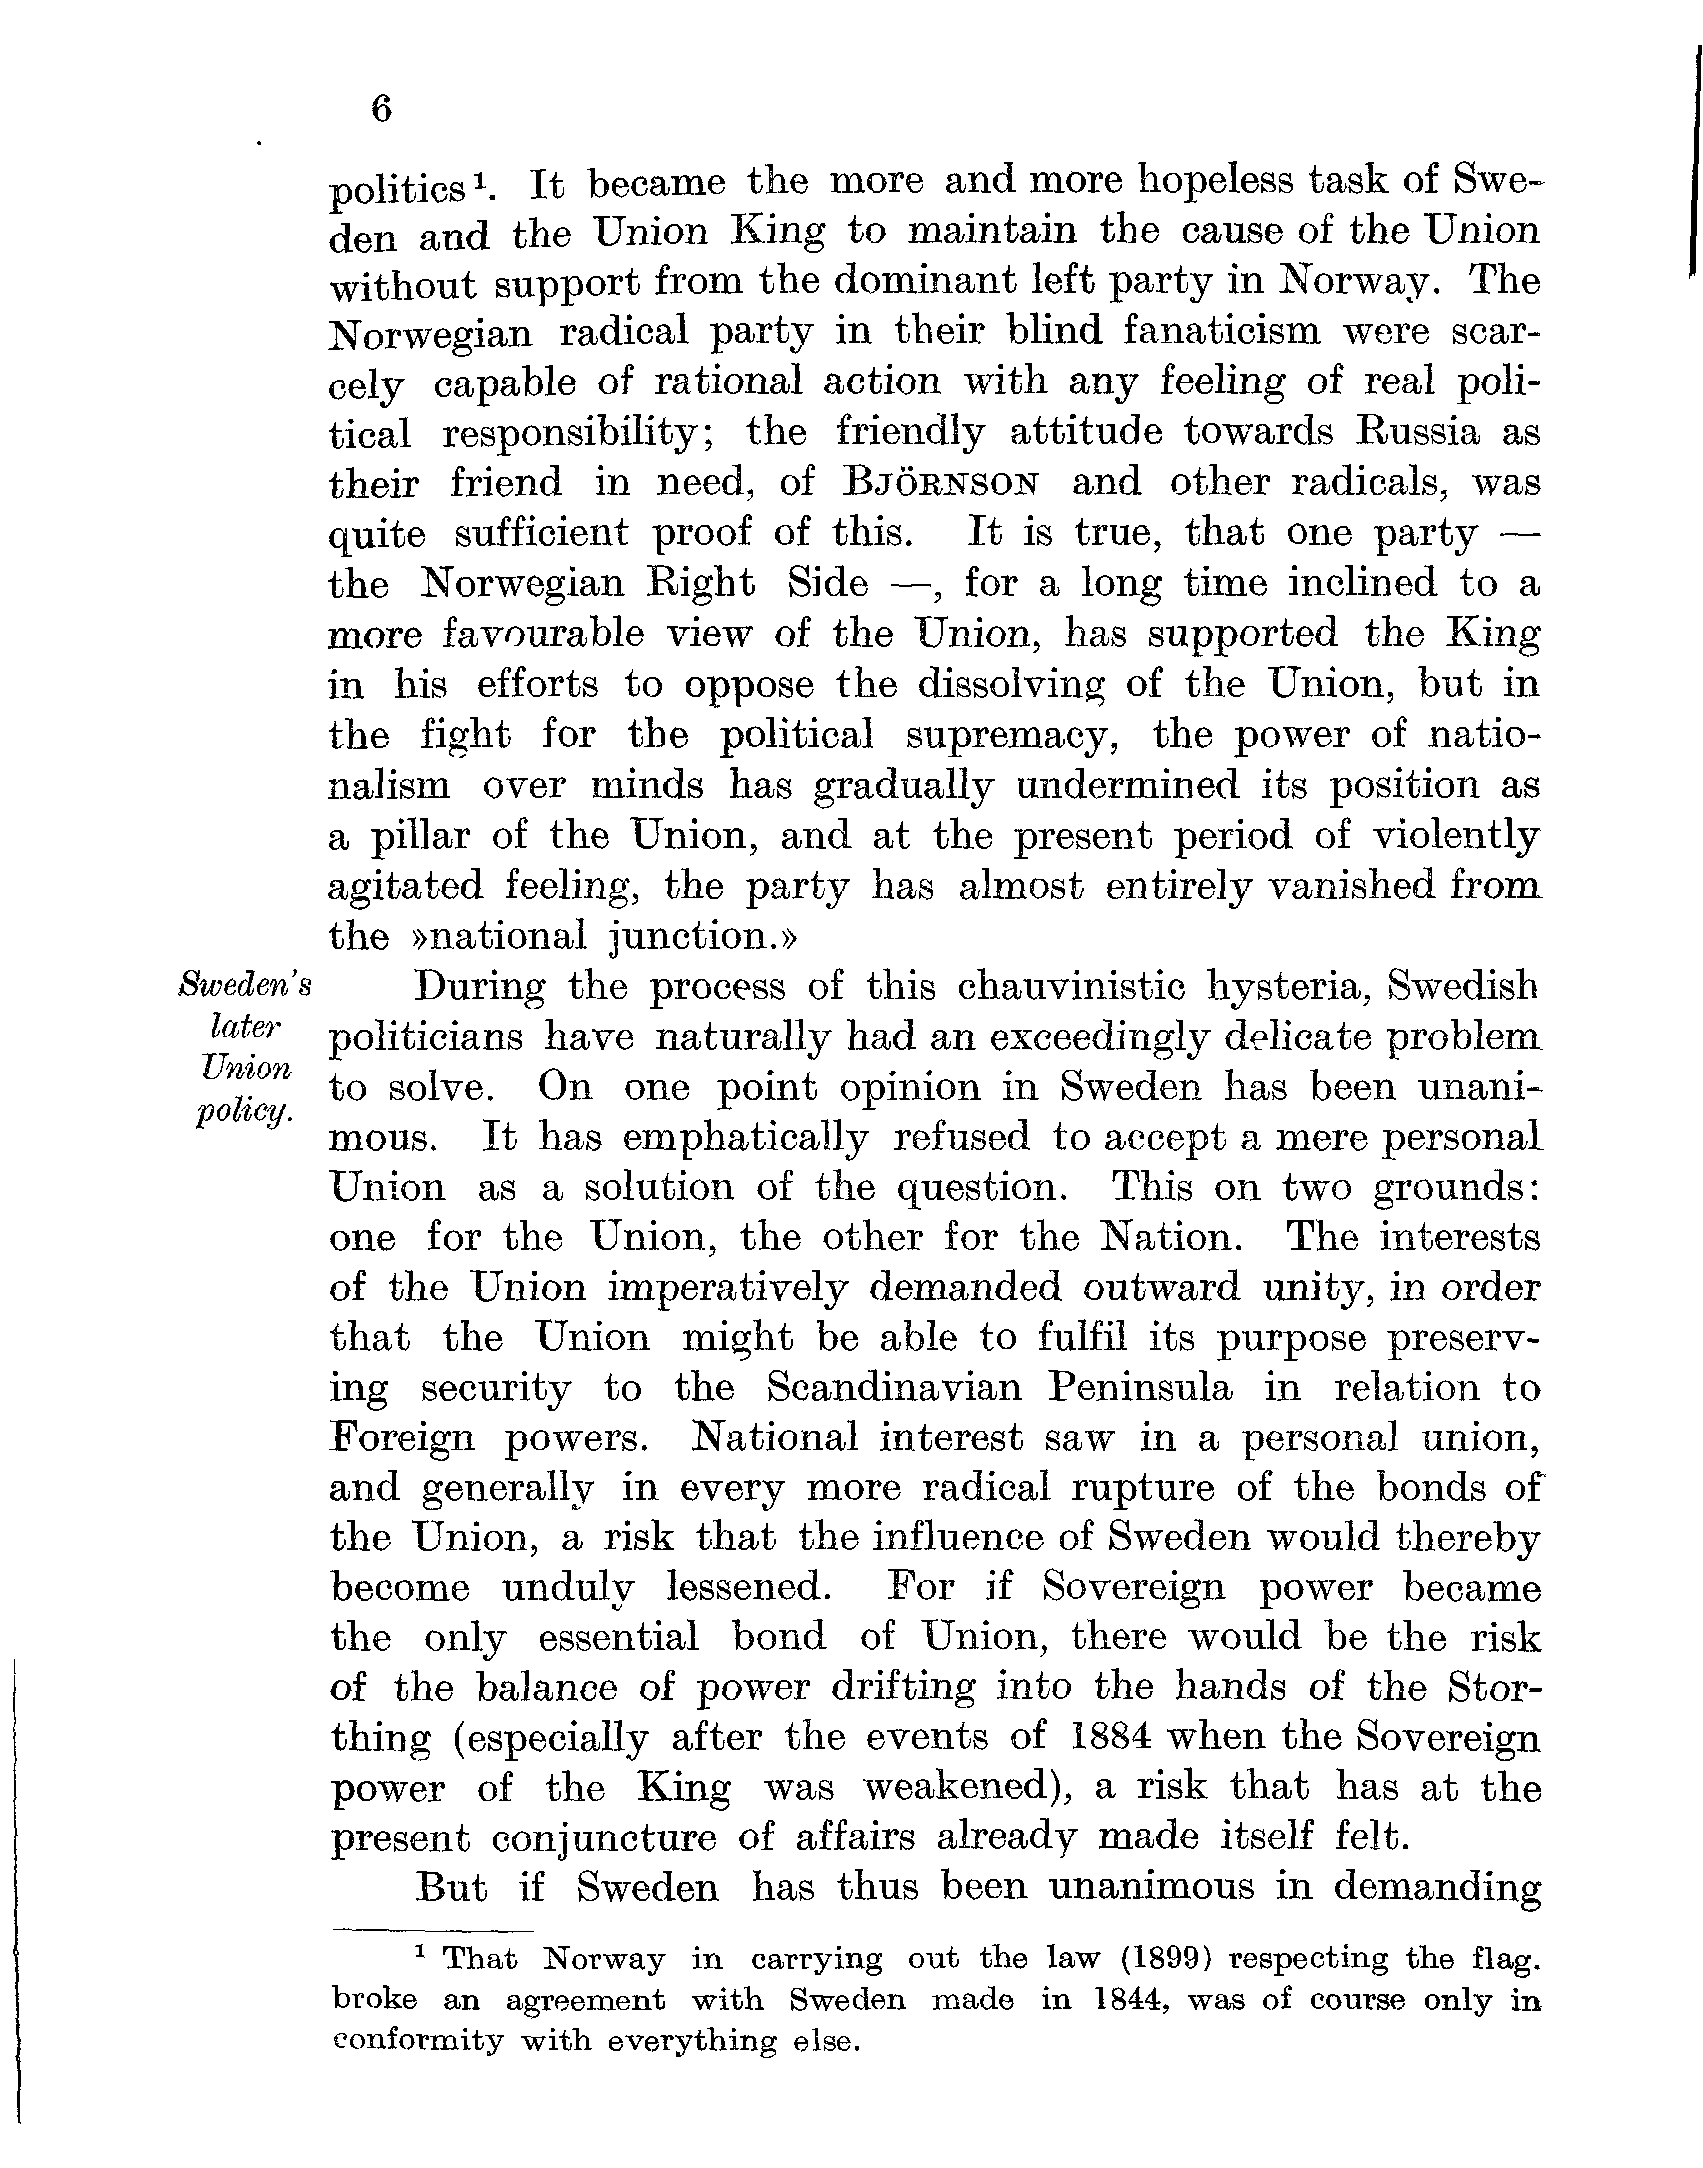 6
politics¹. It became the more and more hopeless task of Swe-
den and the Union King to maintain the cause of the Union
without support from the dominant left party in Norway. The
Norwegian radical party in their blind fanaticism were scar-
cely capable of rational action with any feeling of real poli-
tical responsibility; the friendly attitude towards Russia as
their friend in need, of BJÖRNSON and other radicals, was
quite sufficient proof of this. It is true, that one party —
the Norwegian Right Side —, for a long time inclined to a
more favourable view of the Union, has supported the King
in his efforts to oppose the dissolving of the Union, but in
the fight for the political supremacy, the power of natio-
nalism over minds has gradually undermined its position as
a pillar of the Union, and at the present period of violently
agitated feeling, the party has almost entirely vanished from
the »national junction.»
Sweden's
later
Union
policy.
During the process of this chauvinistic hysteria, Swedish
politicians have naturally had an exceedingly delicate problem
to solve. On one point opinion in Sweden has been unani-
mous. It has emphatically refused to accept a mere personal
Union as a solution of the question. This on two grounds:
one for the Union, the other for the Nation. The interests
of the Union imperatively demanded outward unity, in order
that the Union might be able to fulfil its purpose preserv-
ing security to the Scandinavian Peninsula in relation to
Foreign powers. National interest saw in a personal union,
and generally in every more radical rupture of the bonds of
the Union, a risk that the influence of Sweden would thereby
become unduly lessened. For if Sovereign power became
the only essential bond of Union, there would be the risk
of the balance of power drifting into the hands of the Stor-
thing (especially after the events of 1884 when the Sovereign
power of the King was weakened), a risk that has at the
present conjuncture of affairs already made itself felt.
But if Sweden has thus been unanimous in demanding
¹ That Norway in carrying out the law (1899) respecting the flag.
broke an agreement with Sweden made in 1844, was of course only in
conformity with everything else.